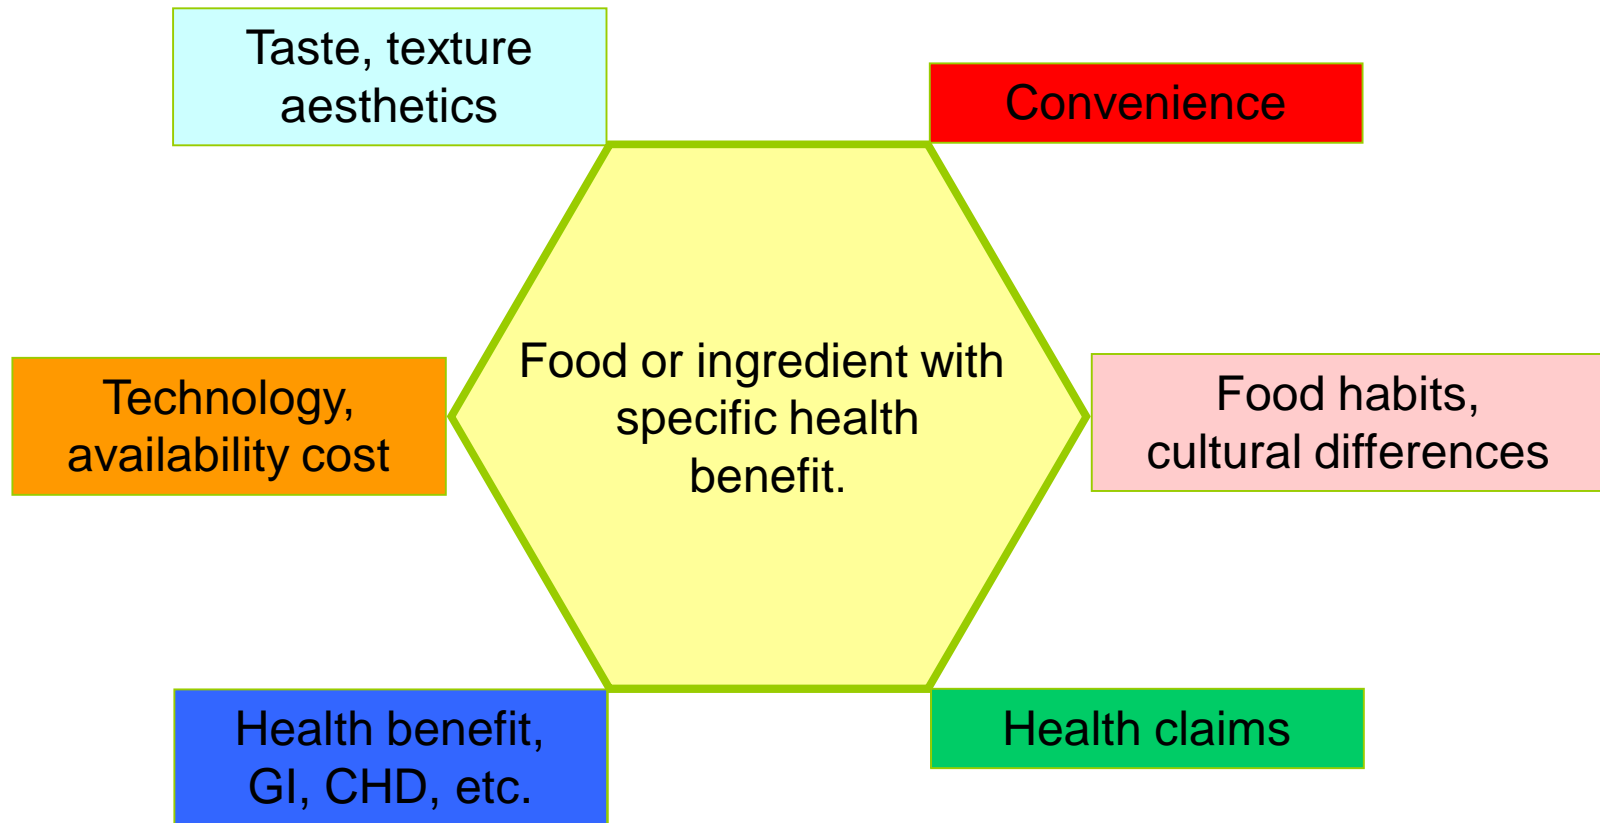 Taste, texture
aesthetics
Convenience
Food or ingredient with
specific health
benefit.
Technology,
availability cost
Food habits,
cultural differences
Health benefit,
GI, CHD, etc.
Health claims